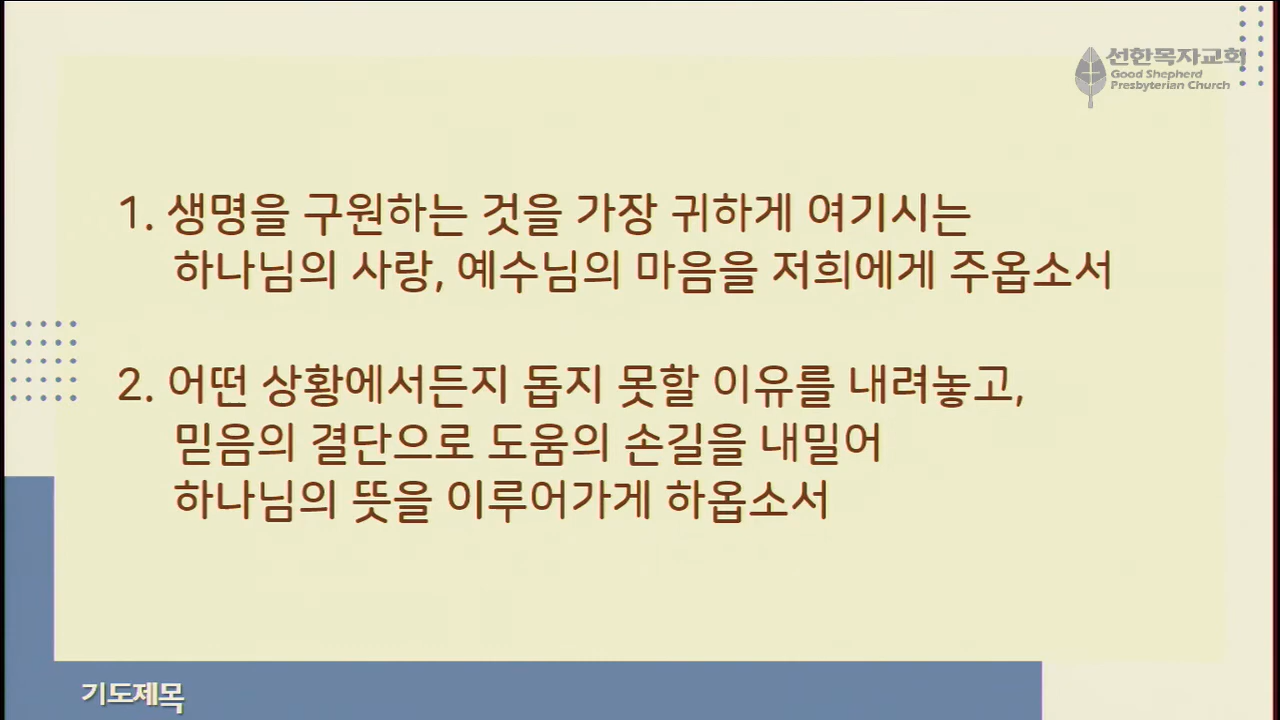 선한목자교회
Good Shepherd
Presbyterian Church
1. 생명을 구원하는 것을 가장 귀하게 여기시는
하나님의 사랑, 예수님의 마음을 저희에게 주옵소서
2. 어떤 상황에서든지 돕지 못할 이유를 내려놓고,
믿음의 결단으로 도움의 손길을 내밀어
하나님의 뜻을 이루어가게 하옵소서
기도제목